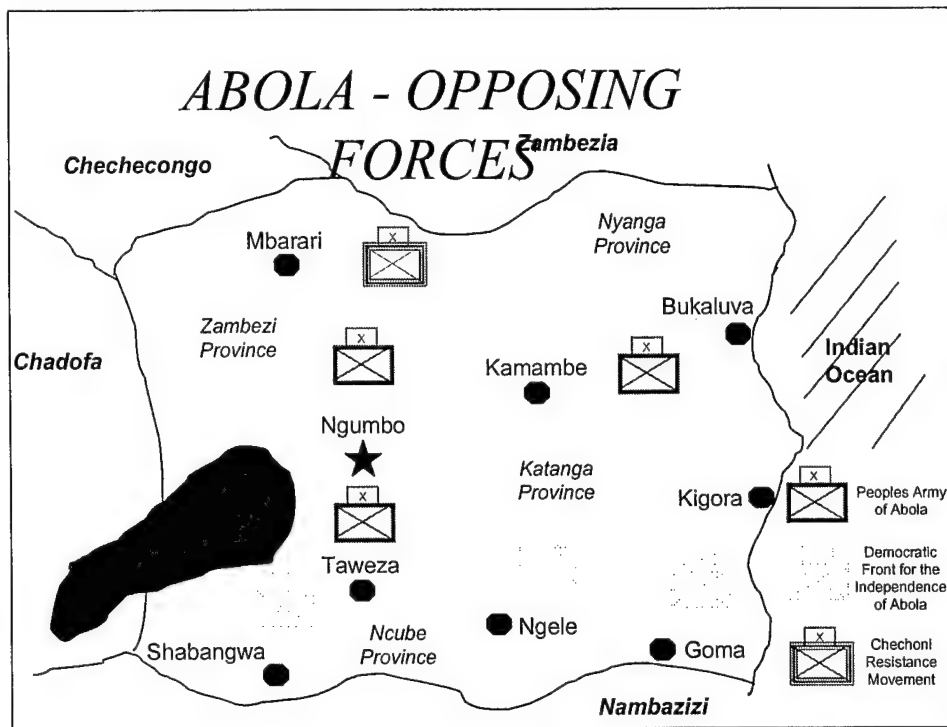 ABOLA - OPPOSING
FORCES
Zambezia
Chechecongo
Nyanga
Province
Mbarari
X
Bukaluva
Zambezi
Province
X
X
Indian
Ocean
Chadofa
Kamambe
Ngumbo
Katanga
Province
Kigora
X
Peoples Army
of Abola
X
Democratic
Front for the
Independence
of Abola
Taweza
Ngele
Ncube
Province
Shabangwa
Goma
X
Chechoni
Resistance
Movement
Nambazizi